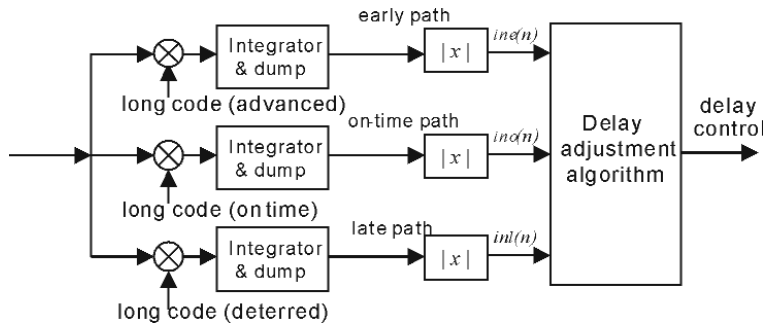 early path
Integrator
& dump
|x|
ine(n)
long code (advanced)
on-time path
Integrator
& dump
|x|
ino(n)
Delay
adjustment
algorithm
delay
control
long code (on time)
late path
Integrator
& dump
|x|
inl(n)
long code (deterred)